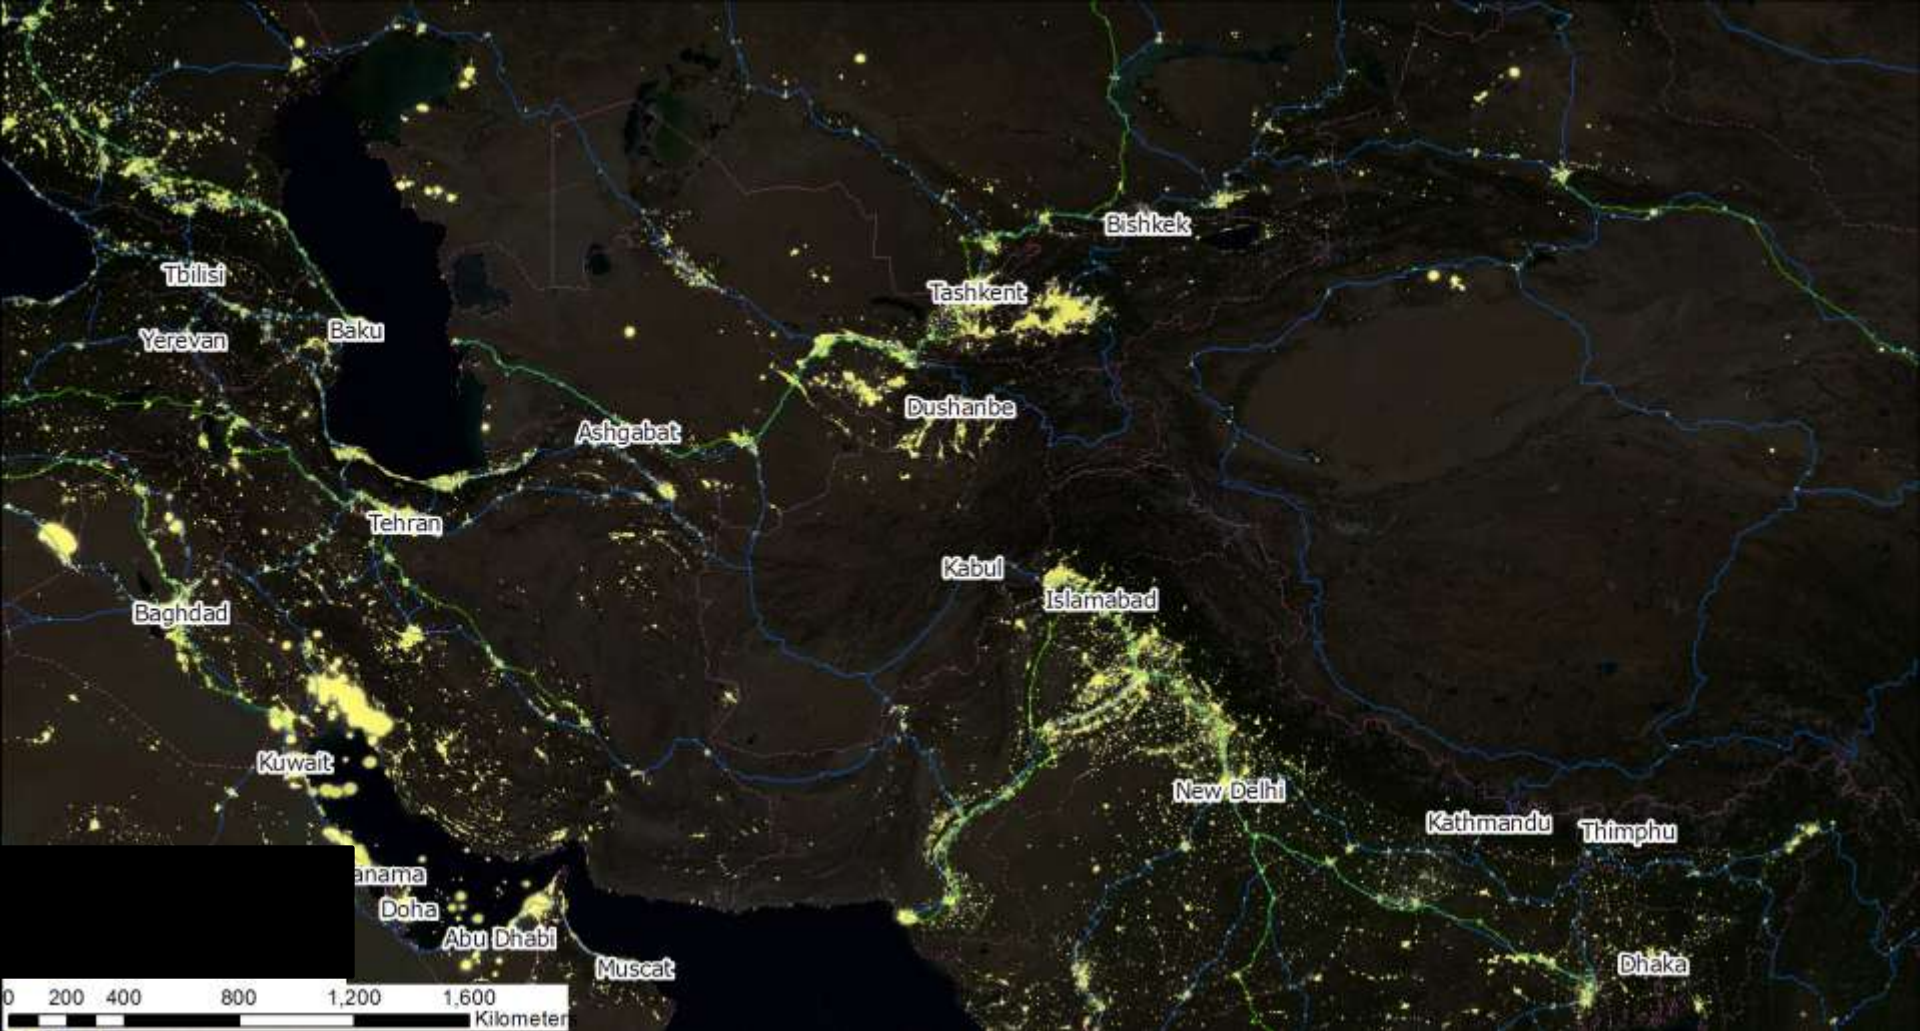 Bishkek
Tbilisi
Tashkent
Yerevan
Baku
Dushanbe
Ashgabat
Tehran
Kabul
Islamabad
Baghdad
Kuwait
New Delhi
Kathmandu
Thimphu
anama
Doha
Abu Dhabi
Muscat
Dhaka
0 200 400 800 1,200 1,600
Kilometers